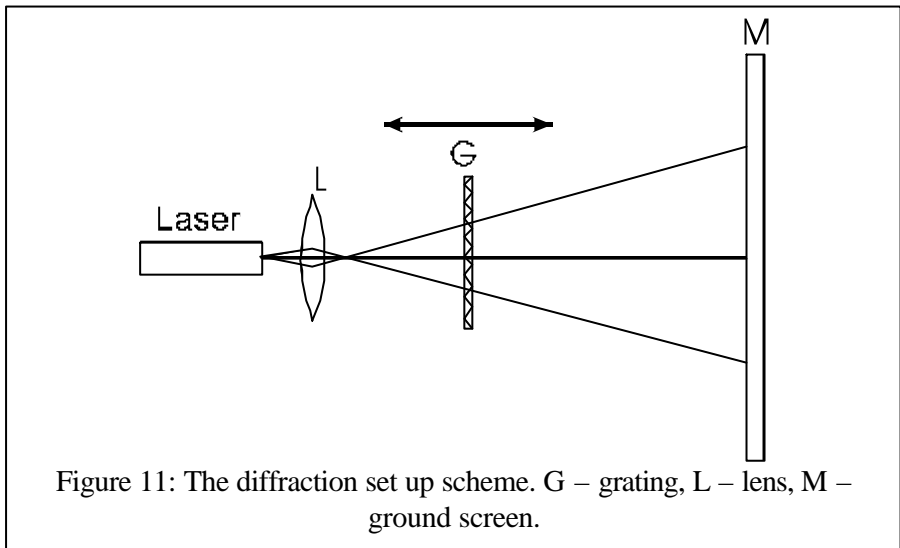 M
G
L
Laser
Figure 11: The diffraction set up scheme. G – grating, L – lens, M –
ground screen.